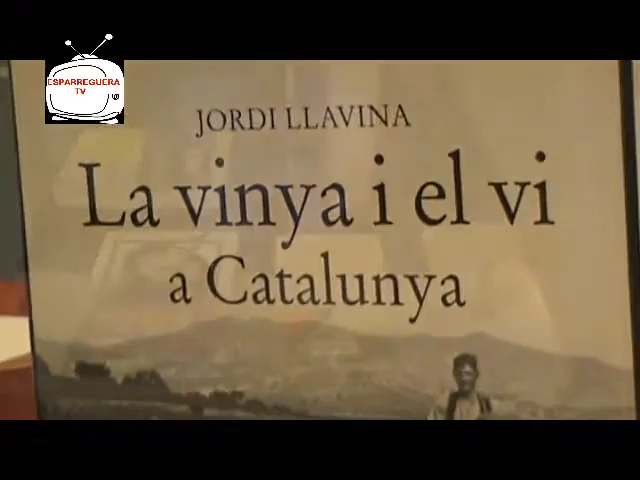 ESPARREGUERA
TV
JORDI LLAVINA
La vinya i el vi
a Catalunya